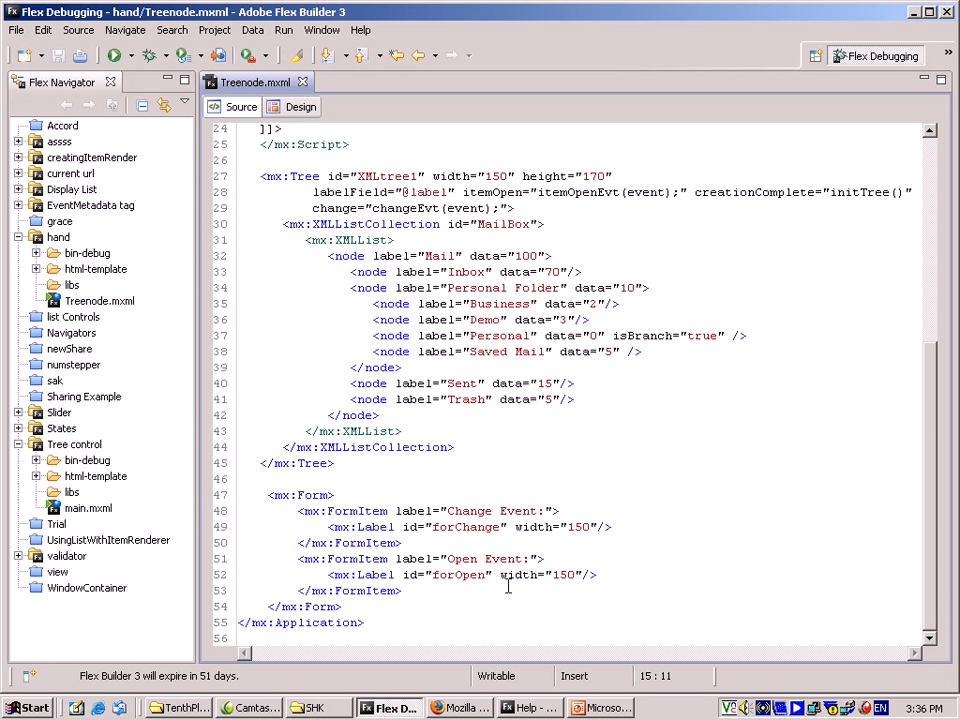 Flex Debugging - hand/Treenode.mxml - Adobe Flex Builder 3
File Edit Source Navigate Search Project Data Run Window Help
Flex Debugging
Flex Navigator
Treenode.mxml
Source Design
Accord
assss
creatingItemRender
current url
Display List
EventMetadata tag
grace
hand
bin-debug
html-template
libs
Treenode.mxml
list Controls
Navigators
newShare
numstepper
sak
Sharing Example
Slider
States
Tree control
bin-debug
html-template
libs
main.mxml
Trial
UsingListWithItemRenderer
validator
view
WindowContainer
24 ]]>
25 </mx:Script>
26
27 <mx:Tree id="XMLtree1" width="150" height="170"
28 labelField="@label" itemOpen="itemOpenEvt(event);" creationComplete="initTree()"
29 change="changeEvt(event);">
30 <mx:XMLListCollection id="MailBox">
31 <mx:XMLList>
32 <node label="Mail" data="100">
33 <node label="Inbox" data="70"/>
34 <node label="Personal Folder" data="10">
35 <node label="Business" data="2"/>
36 <node label="Demo" data="3"/>
37 <node label="Personal" data="0" isBranch="true" />
38 <node label="Saved Mail" data="5" />
39 </node>
40 <node label="Sent" data="15"/>
41 <node label="Trash" data="5"/>
42 </node>
43 </mx:XMLList>
44 </mx:XMLListCollection>
45 </mx:Tree>
46
47 <mx:Form>
48 <mx:FormItem label="Change Event:">
49 <mx:Label id="forChange" width="150"/>
50 </mx:FormItem>
51 <mx:FormItem label="Open Event:">
52 <mx:Label id="forOpen" width="150"/>
53 </mx:FormItem>
54 </mx:Form>
55 </mx:Application>
56
Flex Builder 3 will expire in 51 days. Writable Insert 15 : 11
Start TenthPl... Camtas... SHK Flex D... Mozilla ... Help - ... Microso... EN 3:36 PM